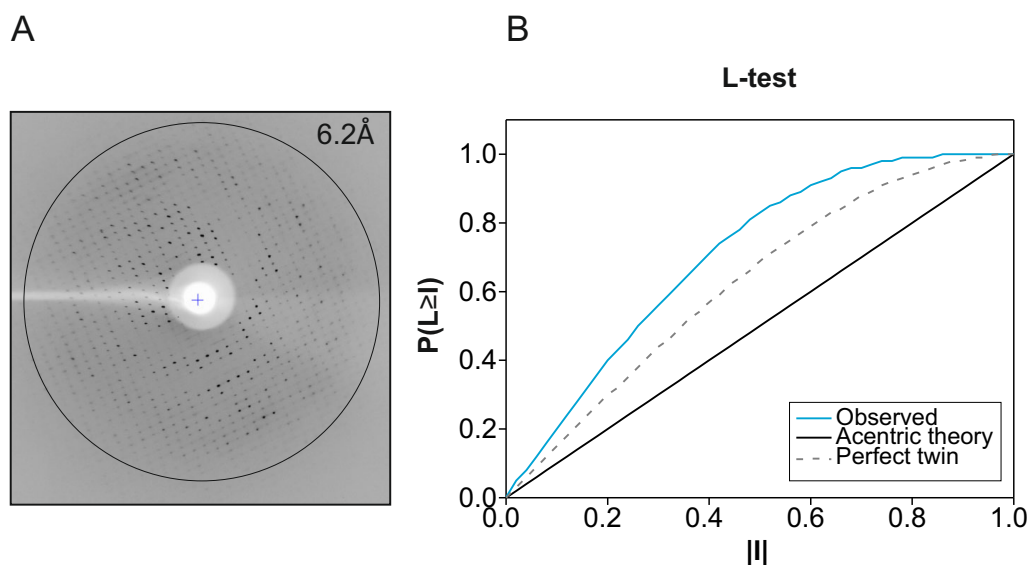 A
B
L-test
6.2Å
P(L≥I)
1.0
0.8
0.6
0.4
0.2
0.0
Observed
Acentric theory
Perfect twin
0.0
0.2
0.4
0.6
0.8
1.0
|I|